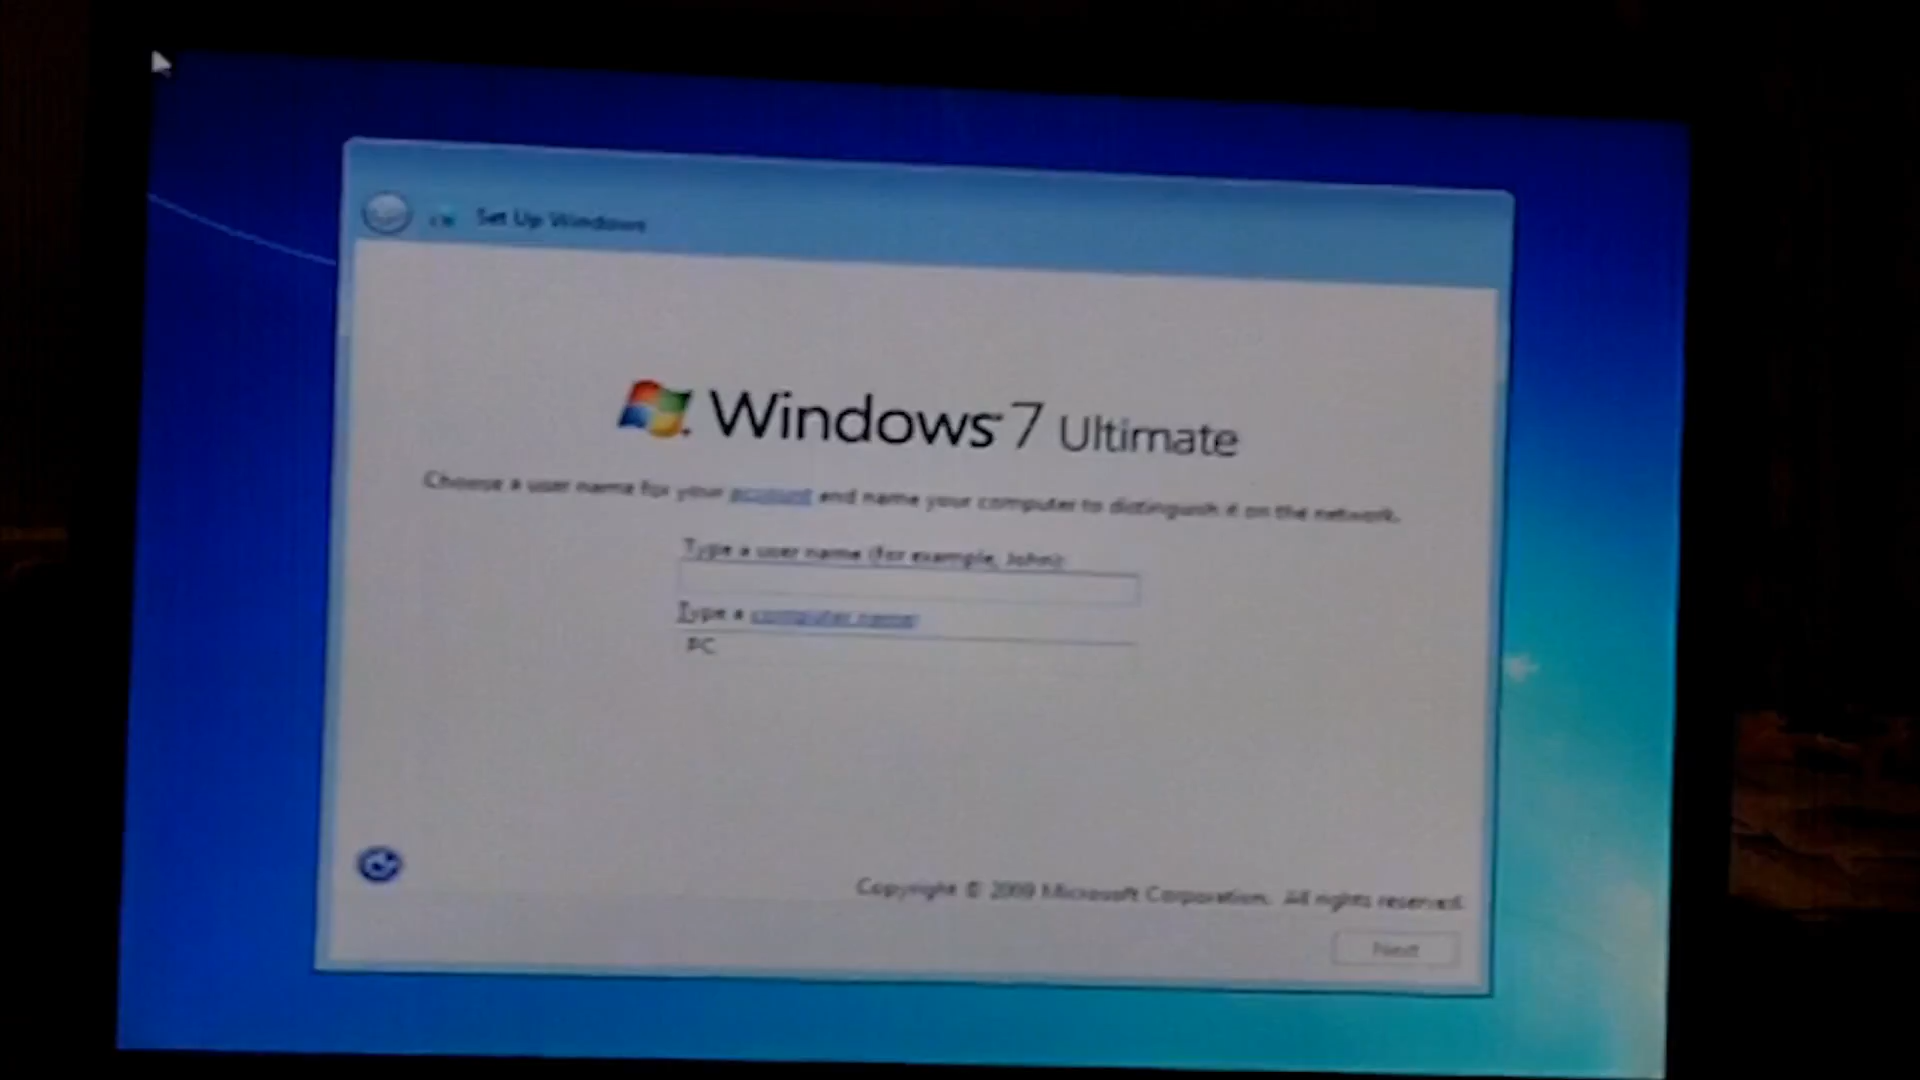 Set Up Windows
Windows 7 Ultimate
Choose a user name for your account and name your computer to distinguish it on the network.
Type a user name (for example, John):
Type a computer name:
PC
Copyright © 2009 Microsoft Corporation. All rights reserved.
Next